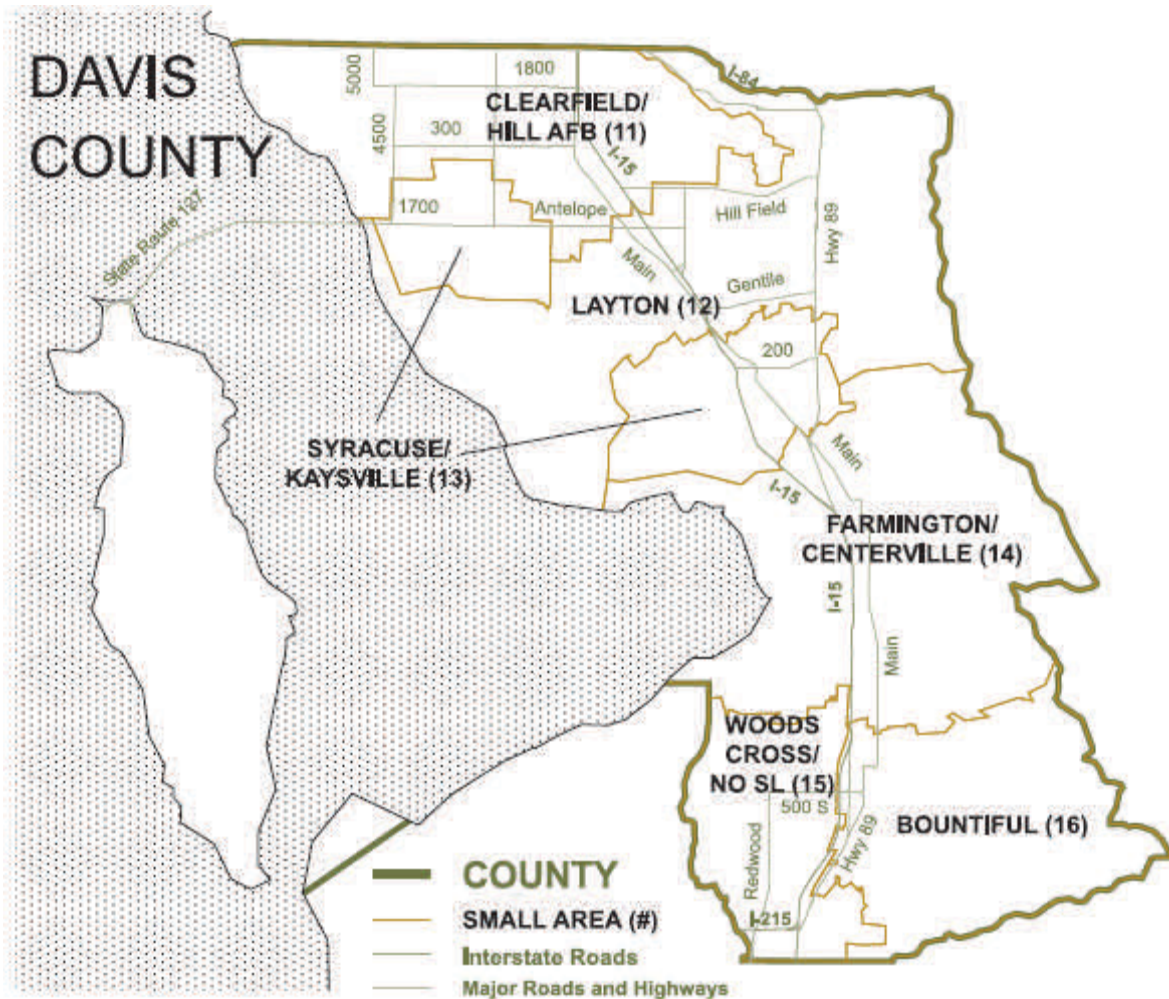 DAVIS
COUNTY
5000
1800
I-84
CLEARFIELD/
HILL AFB (11)
4500
300
I-15
1700
Antelope
Hill Field
Hwy 89
State Route 127
Main
Gentile
LAYTON (12)
200
SYRACUSE/
KAYSVILLE (13)
Main
I-15
FARMINGTON/
CENTERVILLE (14)
I-15
Main
WOODS
CROSS/
NO SL (15)
500 S
BOUNTIFUL (16)
Hwy 89
Redwood
I-215
COUNTY
SMALL AREA (#)
Interstate Roads
Major Roads and Highways